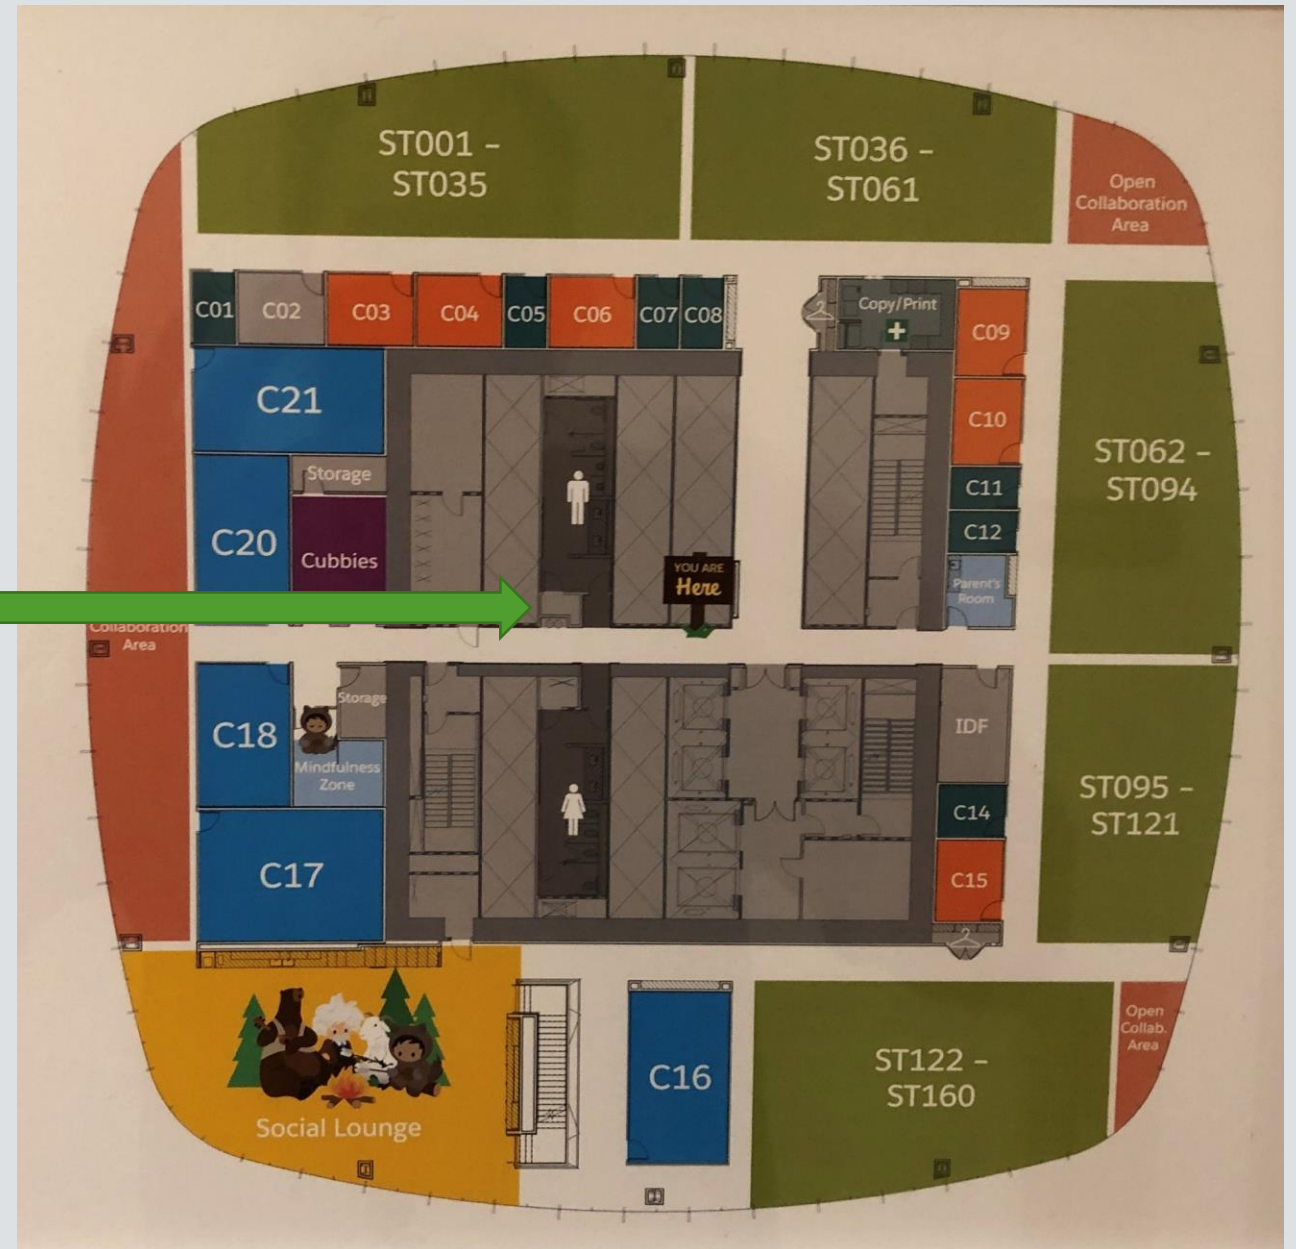 ST001 –
ST035
ST036 –
ST061
Open
Collaboration
Area
C01
C02
C03
C04
C05
C06
C07
C08
Copy/Print
C09
C21
C10
ST062 –
ST094
Storage
C11
C20
C12
Cubbies
YOU ARE
Here
Parent's
Room
Collaboration
Area
C18
Storage
IDF
Mindfulness
Zone
ST095 –
ST121
C14
C17
C15
Open
Collab.
Area
ST122 –
ST160
C16
Social Lounge